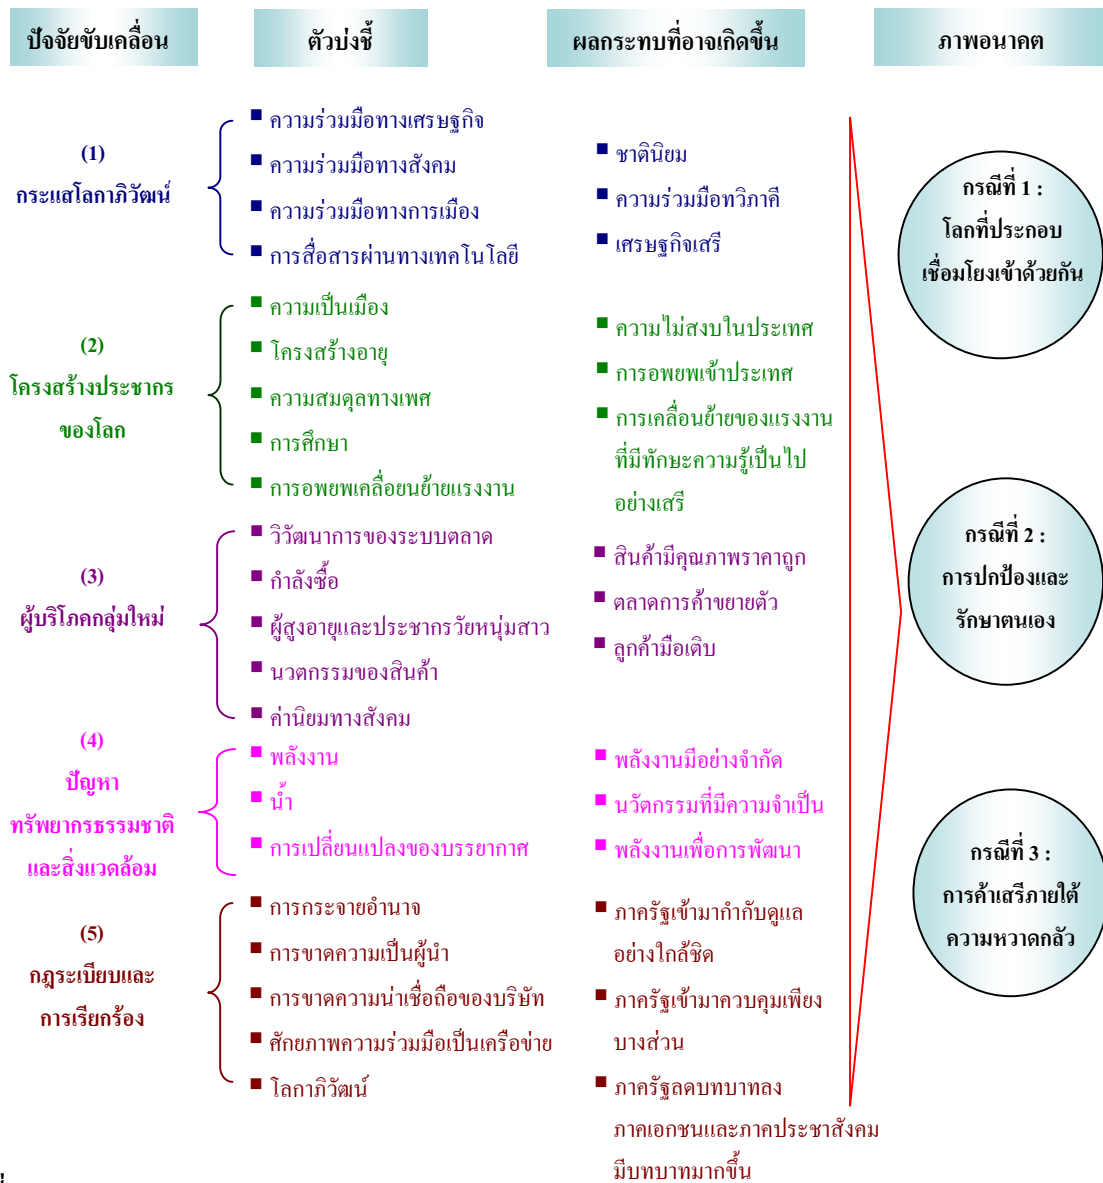 ปัจจัยขับเคลื่อน
ตัวบ่งชี้
ผลกระทบที่อาจเกิดขึ้น
ภาพอนาคต
(1)
กระแสโลกาภิวัฒน์
■ ความร่วมมือทางเศรษฐกิจ
■ ความร่วมมือทางสังคม
■ ความร่วมมือทางการเมือง
■ การสื่อสารผ่านทางเทคโนโลยี
■ ชาตินิยม
■ ความร่วมมือทวิภาคี
■ เศรษฐกิจเสรี
(2)
โครงสร้างประชากร
ของโลก
■ ความเป็นเมือง
■ โครงสร้างอายุ
■ ความสมดุลทางเพศ
■ การศึกษา
■ การอพยพเคลื่อยนย้ายแรงงาน
■ ความไม่สงบในประเทศ
■ การอพยพเข้าประเทศ
■ การเคลื่อนย้ายของแรงงาน
ที่มีทักษะความรู้เป็นไป
อย่างเสรี
(3)
ผู้บริโภคกลุ่มใหม่
■ วิวัฒนาการของระบบตลาด
■ กำลังซื้อ
■ ผู้สูงอายุและประชากรวัยหนุ่มสาว
■ นวตกรรมของสินค้า
■ ค่านิยมทางสังคม
■ สินค้ามีคุณภาพราคาถูก
■ ตลาดการค้าขยายตัว
■ ลูกค้ามือเติบ
(4)
ปัญหา
ทรัพยากรธรรมชาติ
และสิ่งแวดล้อม
■ พลังงาน
■ น้ำ
■ การเปลี่ยนแปลงของบรรยากาศ
■ พลังงานมีอย่างจำกัด
■ นวัตกรรมที่มีความจำเป็น
■ พลังงานเพื่อการพัฒนา
(5)
กฎระเบียบและ
การเรียกร้อง
■ การกระจายอำนาจ
■ การขาดความเป็นผู้นำ
■ การขาดความน่าเชื่อถือของบริษัท
■ ศักยภาพความร่วมมือเป็นเครือข่าย
■ โลกาภิวัฒน์
■ ภาครัฐเข้ามากำกับดูแล
อย่างใกล้ชิด
■ ภาครัฐเข้ามาควบคุมเพียง
บางส่วน
■ ภาครัฐลดบทบาทลง
ภาคเอกชนและภาคประชาสังคม
มีบทบาทมากขึ้น
กรณีที่ 1 :
โลกที่ประกอบ
เชื่อมโยงเข้าด้วยกัน
กรณีที่ 2 :
การปกป้องและ
รักษาตนเอง
กรณีที่ 3 :
การค้าเสรีภายใต้
ความหวาดกลัว